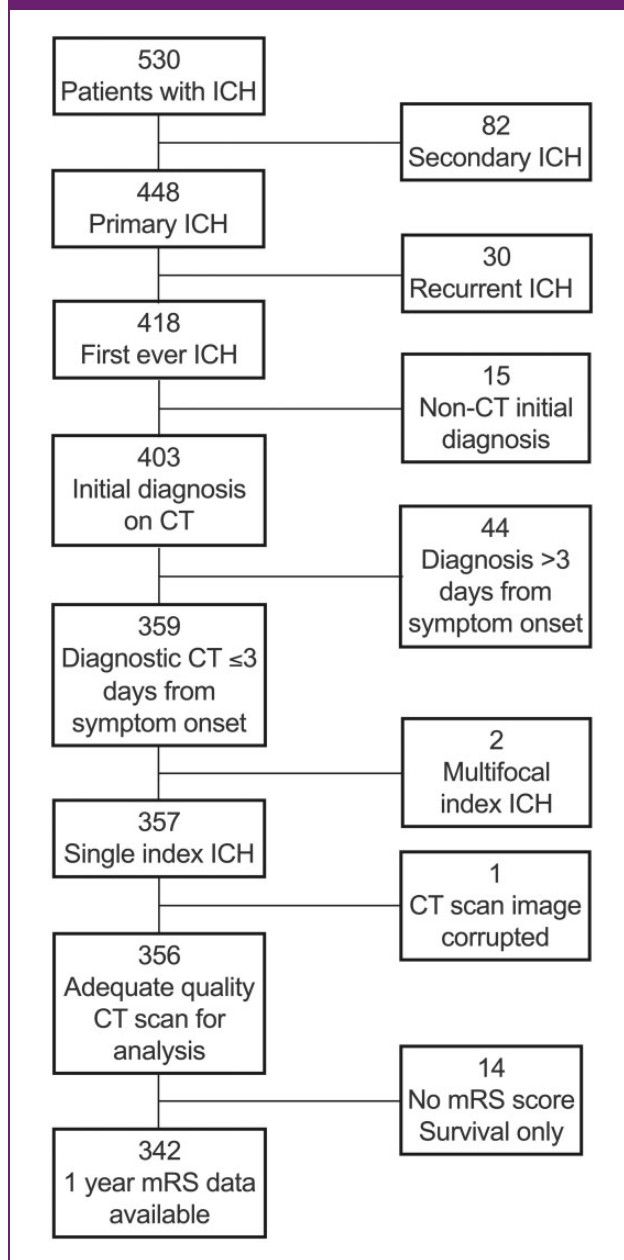 530
Patients with ICH
82
Secondary ICH
448
Primary ICH
30
Recurrent ICH
418
First ever ICH
15
Non-CT initial
diagnosis
403
Initial diagnosis
on CT
44
Diagnosis >3
days from
symptom onset
359
Diagnostic CT ≤3
days from
symptom onset
2
Multifocal
index ICH
357
Single index ICH
1
CT scan image
corrupted
356
Adequate quality
CT scan for
analysis
14
No mRS score
Survival only
342
1 year mRS data
available